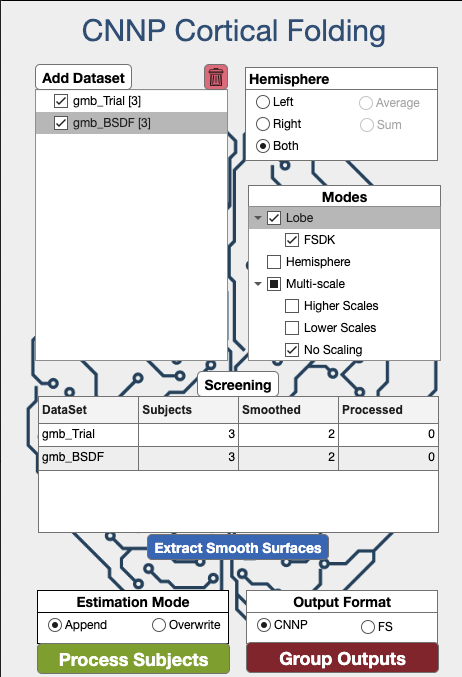 CNNP Cortical Folding
Add Dataset
gmb_Trial [3]
gmb_BSDF [3]
Hemisphere
Left
Average
Right
Sum
Both
Modes
Lobe
FSDK
Hemisphere
Multi-scale
Higher Scales
Lower Scales
No Scaling
Screening
DataSet Subjects Smoothed Processed
gmb_Trial 3 2 0
gmb_BSDF 3 2 0
Extract Smooth Surfaces
Estimation Mode
Append Overwrite
Output Format
CNNP FS
Process Subjects
Group Outputs